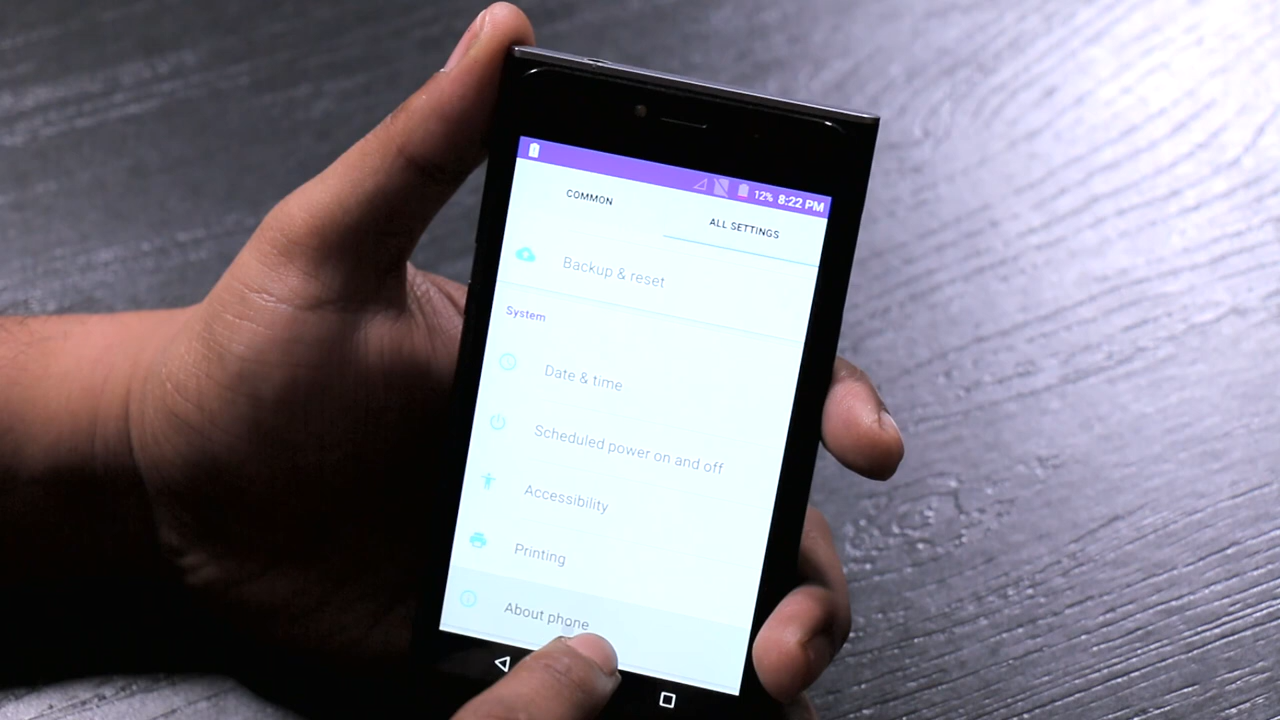 12% 8:22 PM
COMMON
ALL SETTINGS
Backup & reset
System
Date & time
Scheduled power on and off
Accessibility
Printing
About phone